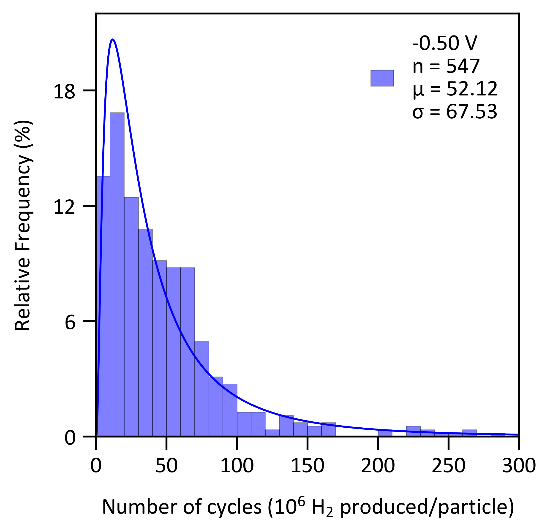 -0.50 V
n = 547
μ = 52.12
σ = 67.53
18
12
6
0
Relative Frequency (%)
0 50 100 150 200 250 300
Number of cycles (10⁶ H₂ produced/particle)